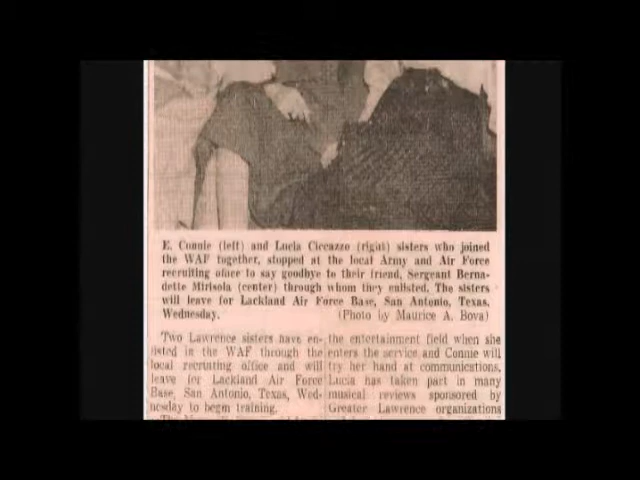 E. Connie (left) and Lucia Ciccazzo (right) sisters who joined
the WAF together, stopped at the local Army and Air Force
recruiting office to say goodbye to their friend, Sergeant Berna-
dette Mirisola (center) through whom they enlisted. The sisters
will leave for Lackland Air Force Base, San Antonio, Texas,
Wednesday. (Photo by Maurice A. Bova)
Two Lawrence sisters have en-
listed in the WAF through the
local recruiting office and will
leave for Lackland Air Force
Base, San Antonio, Texas, Wed-
nesday to begin training.
the entertainment field when she
enters the service and Connie will
try her hand at communications.
Lucia has taken part in many
musical reviews sponsored by
Greater Lawrence organizations